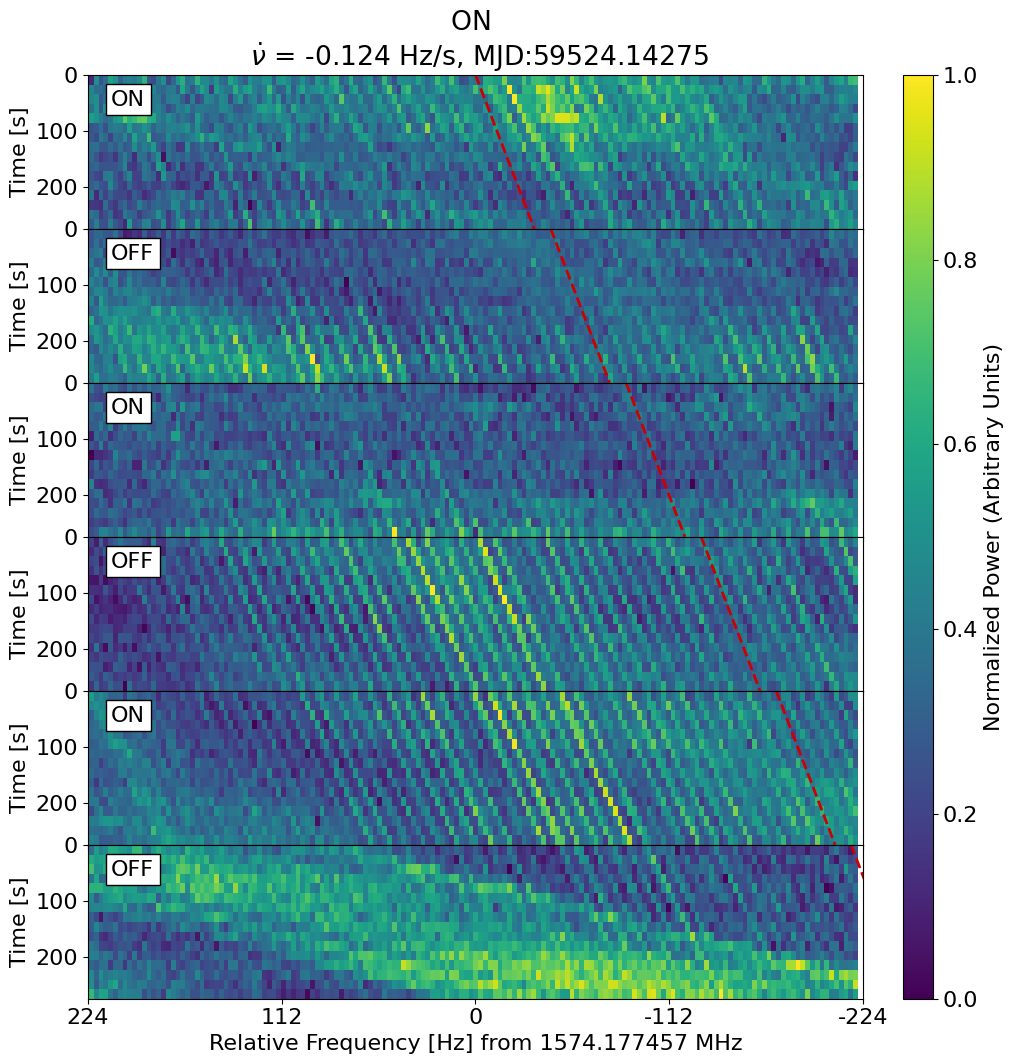 ON
ν̇ = -0.124 Hz/s, MJD:59524.14275
0
ON
100
200
Time [s]
0
OFF
100
200
Time [s]
0
ON
100
200
Time [s]
0
OFF
100
200
Time [s]
0
ON
100
200
Time [s]
0
OFF
100
200
Time [s]
224 112 0 -112 -224
Relative Frequency [Hz] from 1574.177457 MHz
1.0
0.8
0.6
0.4
0.2
0.0
Normalized Power (Arbitrary Units)